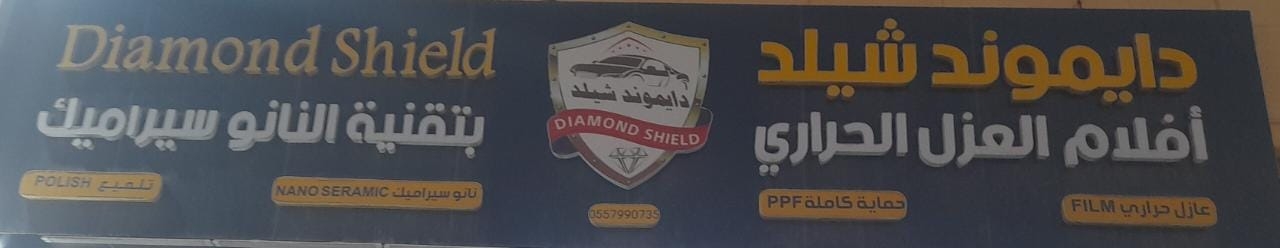 دايموند شيلد
أفلام العزل الحراري
عازل حراري FILM
حماية كاملة PPF
دايموند شيلد
DIAMOND SHIELD
0557990735
Diamond Shield
بتقنية النانو سيراميك
نانو سيراميك NANO SERAMIC
تلميع POLISH